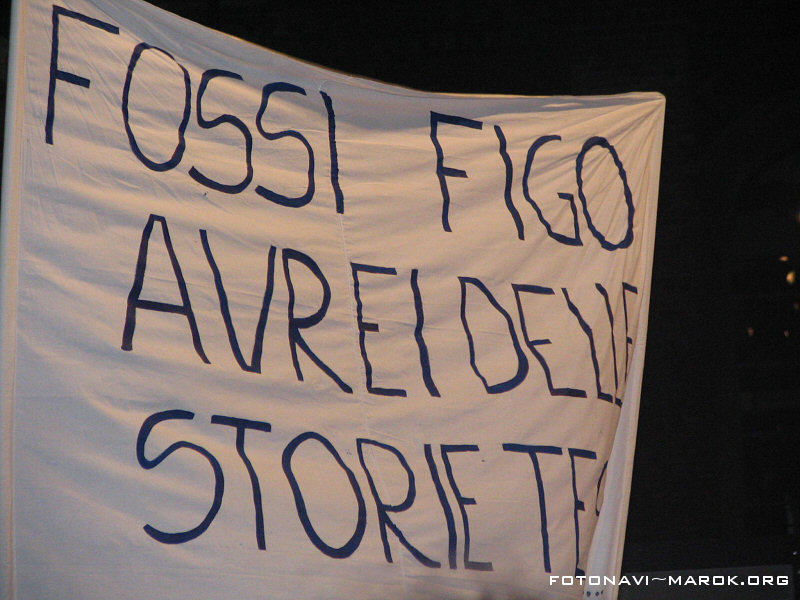 FOSSI FIGO
AVREI DELLE
STORIE
FOTONAVI~MAROK.ORG